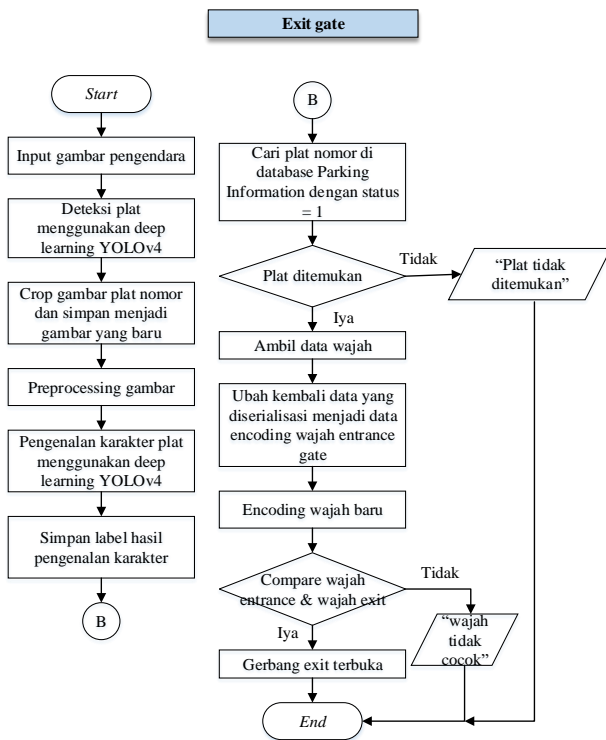 Exit gate
Start
Input gambar pengendara
Deteksi plat
menggunakan deep
learning YOLOv4
Crop gambar plat nomor
dan simpan menjadi
gambar yang baru
Preprocessing gambar
Pengenalan karakter plat
menggunakan deep
learning YOLOv4
Simpan label hasil
pengenalan karakter
B
B
Cari plat nomor di
database Parking
Information dengan status
= 1
Plat ditemukan
Tidak
“Plat tidak
ditemukan”
Iya
Ambil data wajah
Ubah kembali data yang
diserialisasi menjadi data
encoding wajah entrance
gate
Encoding wajah baru
Compare wajah
entrance & wajah exit
Tidak
“wajah
tidak
cocok”
Iya
Gerbang exit terbuka
End